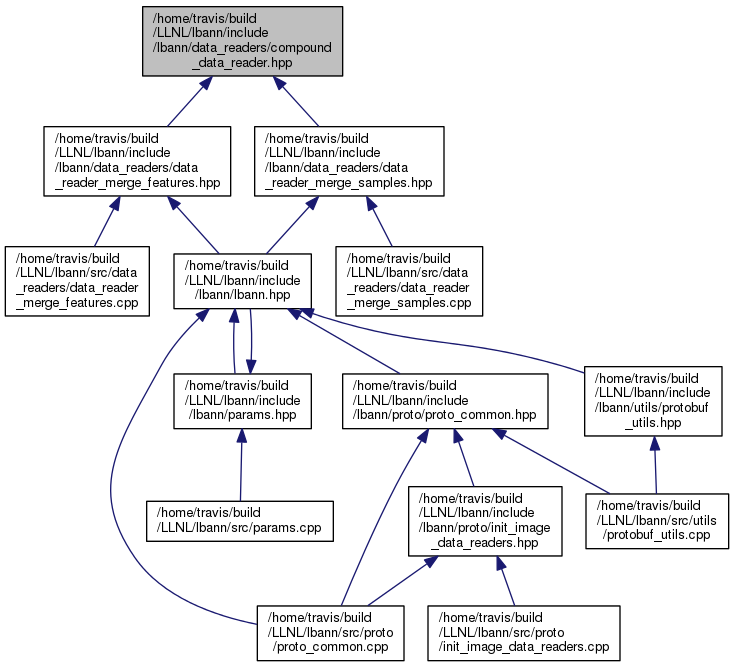 /home/travis/build
/LLNL/lbann/include
/lbann/data_readers/compound
_data_reader.hpp
/home/travis/build
/LLNL/lbann/include
/lbann/data_readers/data
_reader_merge_features.hpp
/home/travis/build
/LLNL/lbann/include
/lbann/data_readers/data
_reader_merge_samples.hpp
/home/travis/build
/LLNL/lbann/src/data
_readers/data_reader
_merge_features.cpp
/home/travis/build
/LLNL/lbann/include
/lbann/lbann.hpp
/home/travis/build
/LLNL/lbann/src/data
_readers/data_reader
_merge_samples.cpp
/home/travis/build
/LLNL/lbann/include
/lbann/params.hpp
/home/travis/build
/LLNL/lbann/include
/lbann/proto/proto_common.hpp
/home/travis/build
/LLNL/lbann/include
/lbann/utils/protobuf
_utils.hpp
/home/travis/build
/LLNL/lbann/src/params.cpp
/home/travis/build
/LLNL/lbann/include
/lbann/proto/init_image
_data_readers.hpp
/home/travis/build
/LLNL/lbann/src/utils
/protobuf_utils.cpp
/home/travis/build
/LLNL/lbann/src/proto
/proto_common.cpp
/home/travis/build
/LLNL/lbann/src/proto
/init_image_data_readers.cpp